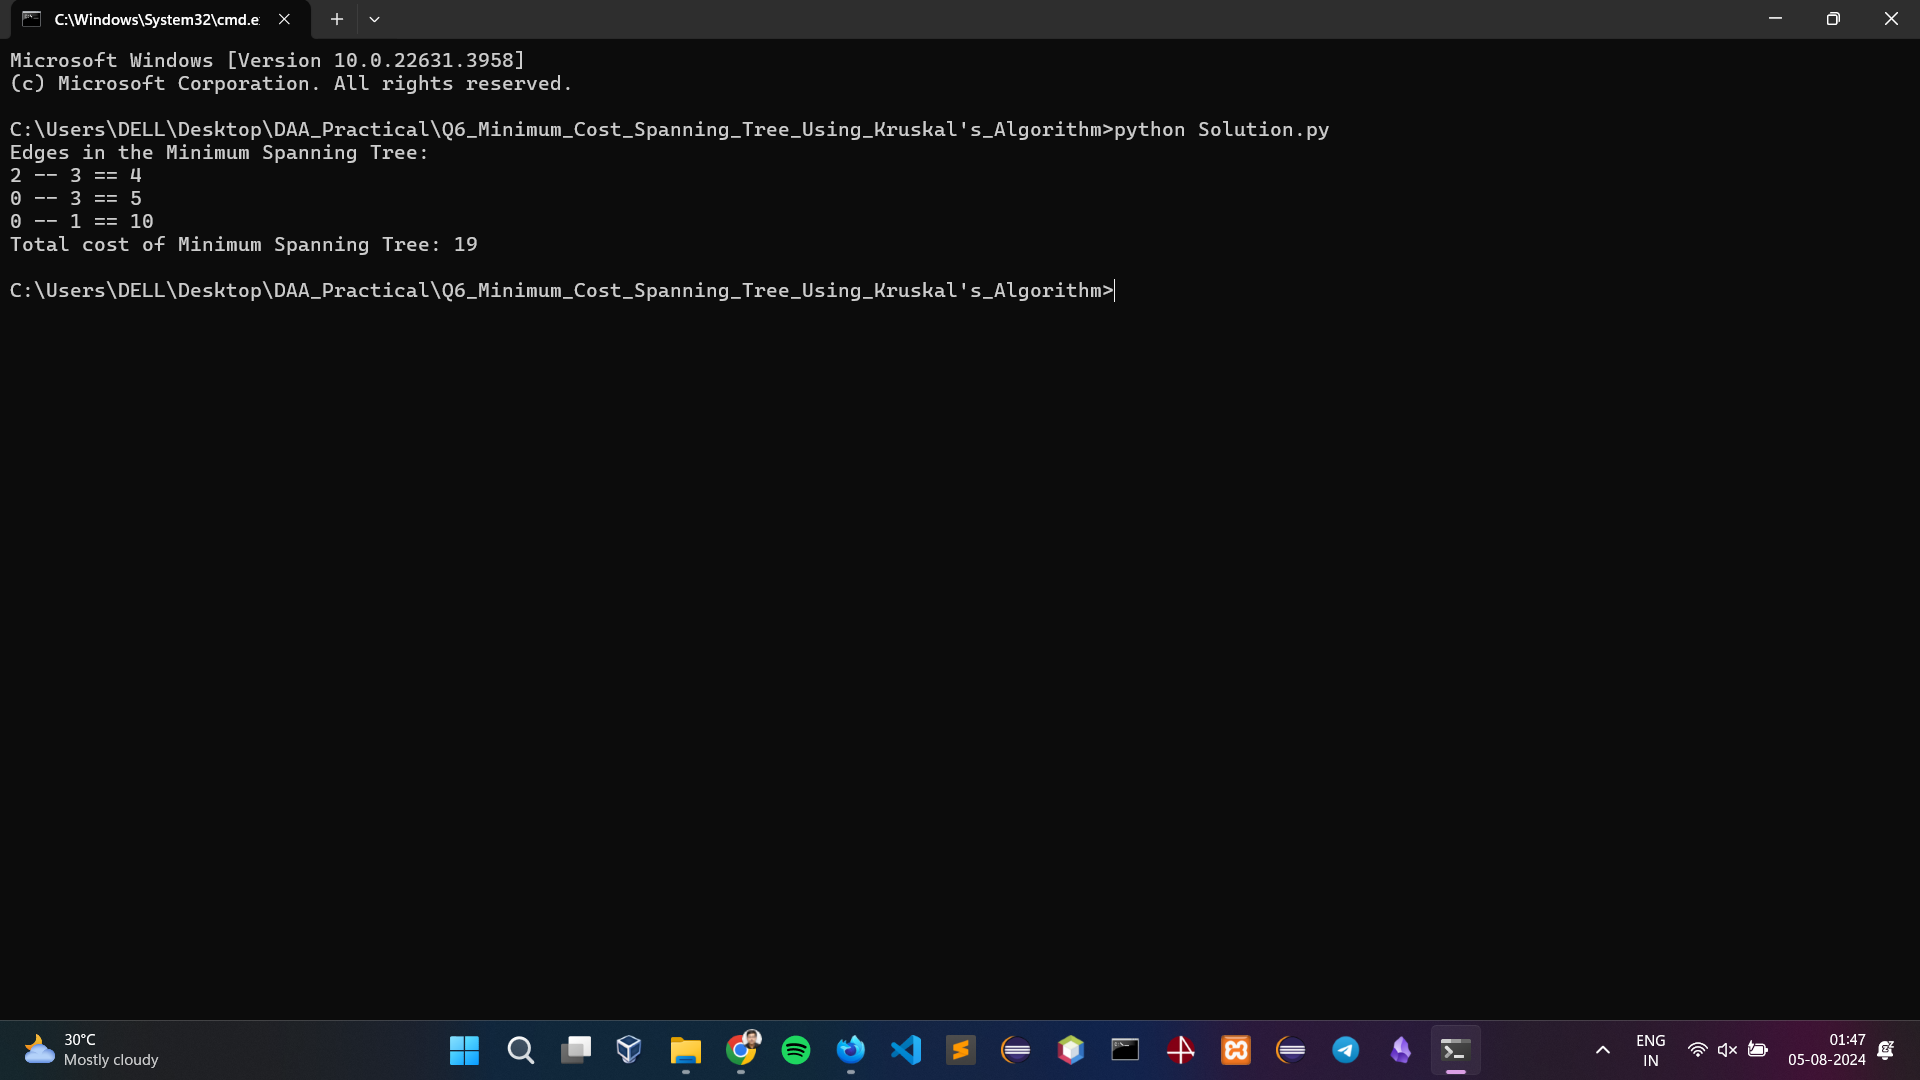 C:\Windows\System32\cmd.e
Microsoft Windows [Version 10.0.22631.3958]
(c) Microsoft Corporation. All rights reserved.
C:\Users\DELL\Desktop\DAA_Practical\Q6_Minimum_Cost_Spanning_Tree_Using_Kruskal's_Algorithm>python Solution.py
Edges in the Minimum Spanning Tree:
2 -- 3 == 4
0 -- 3 == 5
0 -- 1 == 10
Total cost of Minimum Spanning Tree: 19
C:\Users\DELL\Desktop\DAA_Practical\Q6_Minimum_Cost_Spanning_Tree_Using_Kruskal's_Algorithm>
30°C
Mostly cloudy
ENG
IN
01:47
05-08-2024